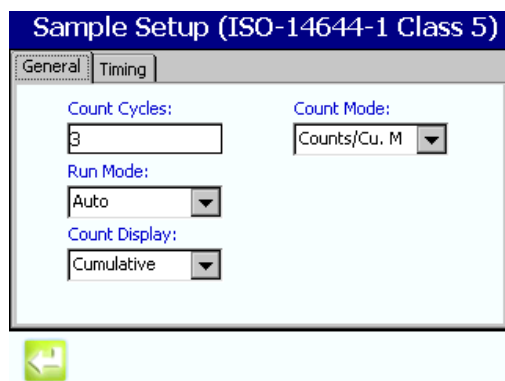 Sample Setup (ISO-14644-1 Class 5)
General Timing
Count Cycles:
3
Run Mode:
Auto
Count Display:
Cumulative
Count Mode:
Counts/Cu. M